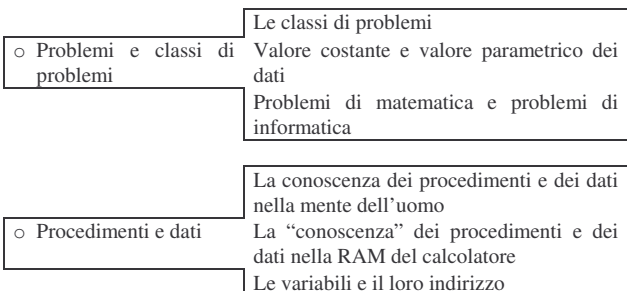 Le classi di problemi
○ Problemi e classi di problemi
Valore costante e valore parametrico dei dati
Problemi di matematica e problemi di informatica
La conoscenza dei procedimenti e dei dati nella mente dell'uomo
○ Procedimenti e dati
La “conoscenza” dei procedimenti e dei dati nella RAM del calcolatore
Le variabili e il loro indirizzo